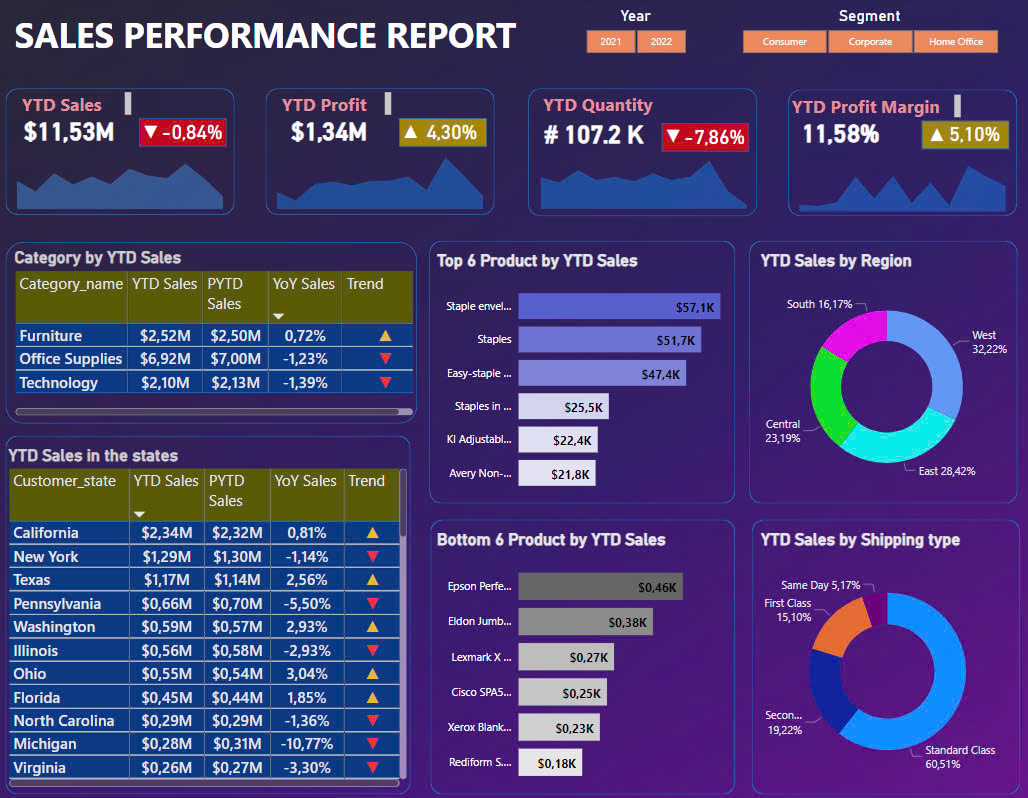 SALES PERFORMANCE REPORT
Year
2021 2022
Segment
Consumer Corporate Home Office
YTD Sales
$11,53M ▼ -0,84%
YTD Profit
$1,34M ▲ 4,30%
YTD Quantity
# 107.2 K ▼ -7,86%
YTD Profit Margin
11,58% ▲ 5,10%
Category by YTD Sales
Category_name YTD Sales PYTD Sales YoY Sales Trend
Furniture $2,52M $2,50M 0,72% ▲
Office Supplies $6,92M $7,00M -1,23% ▼
Technology $2,10M $2,13M -1,39% ▼
YTD Sales in the states
Customer_state YTD Sales PYTD Sales YoY Sales Trend
California $2,34M $2,32M 0,81% ▲
New York $1,29M $1,30M -1,14% ▼
Texas $1,17M $1,14M 2,56% ▲
Pennsylvania $0,66M $0,70M -5,50% ▼
Washington $0,59M $0,57M 2,93% ▲
Illinois $0,56M $0,58M -2,93% ▼
Ohio $0,55M $0,54M 3,04% ▲
Florida $0,45M $0,44M 1,85% ▲
North Carolina $0,29M $0,29M -1,36% ▼
Michigan $0,28M $0,31M -10,77% ▼
Virginia $0,26M $0,27M -3,30% ▼
Top 6 Product by YTD Sales
Staple envel... $57,1K
Staples $51,7K
Easy-staple ... $47,4K
Staples in ... $25,5K
KI Adjustabl... $22,4K
Avery Non-... $21,8K
Bottom 6 Product by YTD Sales
Epson Perfe... $0,46K
Eldon Jumb... $0,38K
Lexmark X ... $0,27K
Cisco SPA5... $0,25K
Xerox Blank... $0,23K
Rediform S.... $0,18K
YTD Sales by Region
South 16,17%
West
32,22%
Central
23,19%
East 28,42%
YTD Sales by Shipping type
Same Day 5,17%
First Class
15,10%
Secon...
19,22%
Standard Class
60,51%